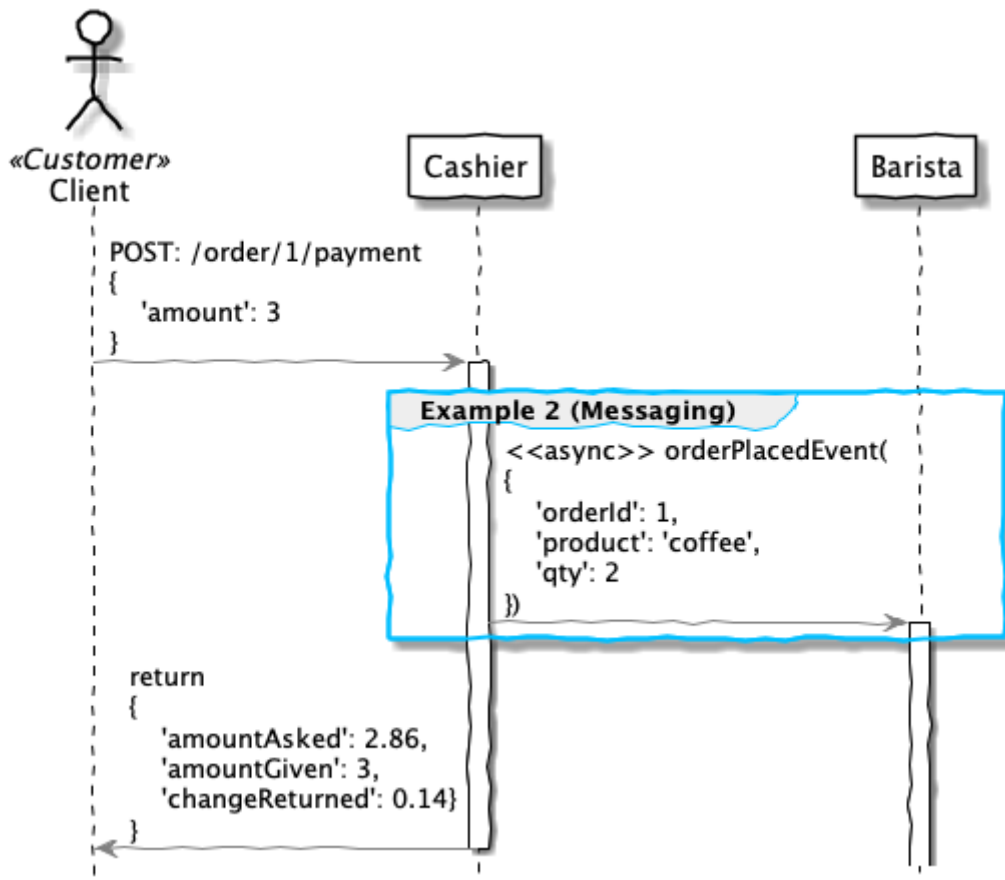 «Customer»
Client
Cashier
Barista
POST: /order/1/payment
{
'amount': 3
}
Example 2 (Messaging)
<<async>> orderPlacedEvent(
{
'orderId': 1,
'product': 'coffee',
'qty': 2
})
return
{
'amountAsked': 2.86,
'amountGiven': 3,
'changeReturned': 0.14}
}